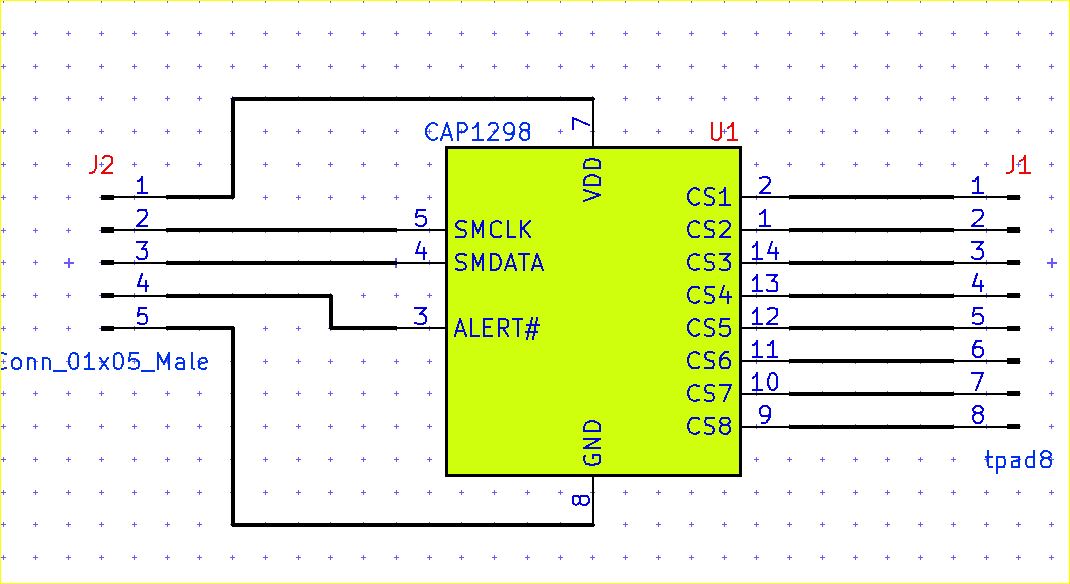 7
CAP1298 U1
J2 J1
VDD
1 CS1 2 1
2 5 SMCLK CS2 1 2
3 4 SMDATA CS3 14 3
4 CS4 13 4
5 3 ALERT# CS5 12 5
Conn_01x05_Male CS6 11 6
CS7 10 7
CS8 9 8
GND
tpad8
8